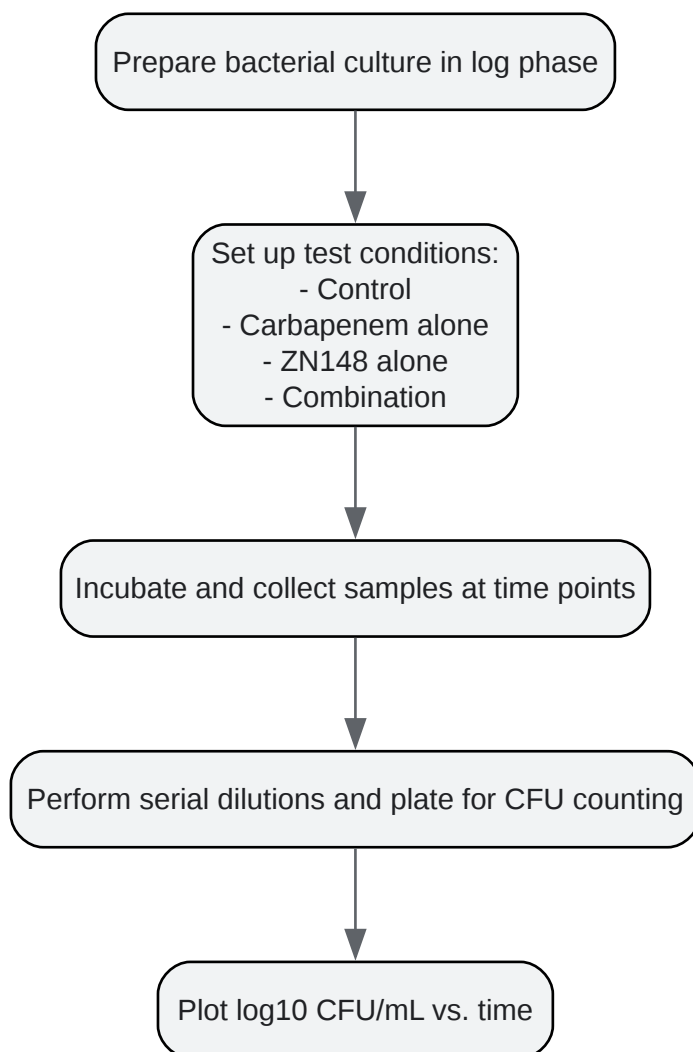 Prepare bacterial culture in log phase
Set up test conditions:
- Control
- Carbapenem alone
- ZN148 alone
- Combination
Incubate and collect samples at time points
Perform serial dilutions and plate for CFU counting
Plot log10 CFU/mL vs. time